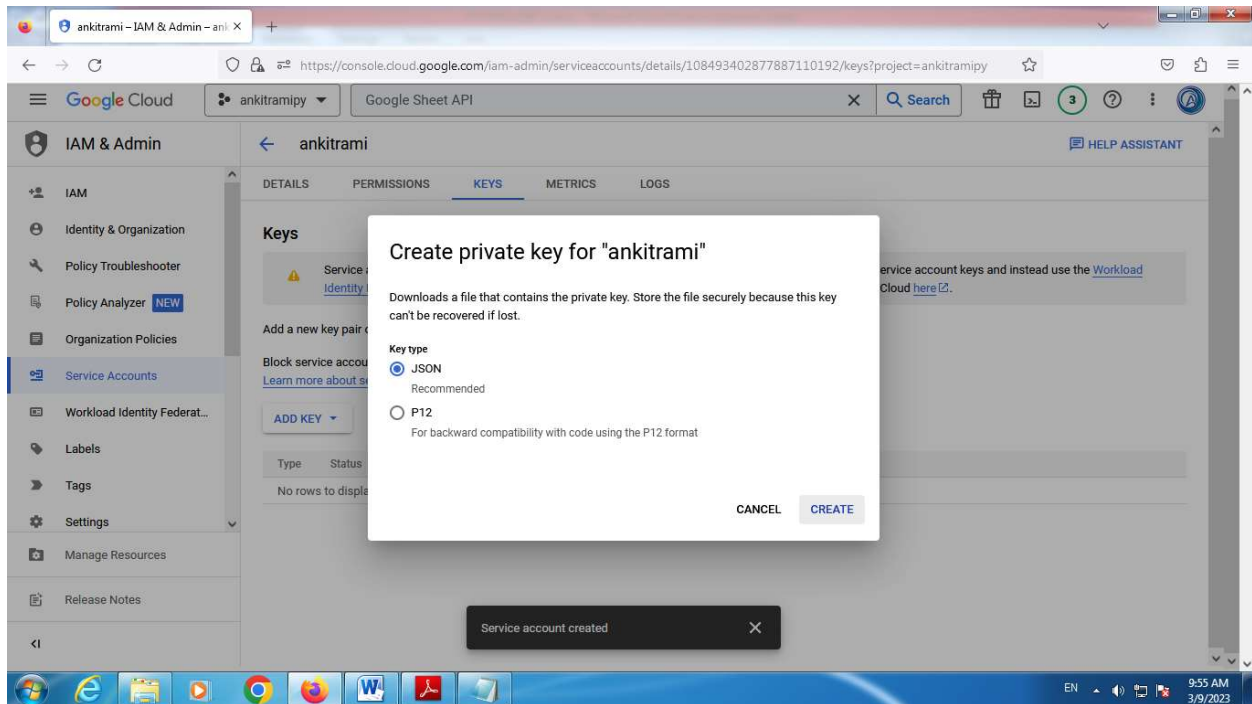 ankitrami – IAM & Admin – ank
https://console.cloud.google.com/iam-admin/serviceaccounts/details/108493402877887110192/keys?project=ankitramipy
Google Cloud
ankitramipy
Google Sheet API
Search
3
IAM & Admin
ankitrami
HELP ASSISTANT
DETAILS PERMISSIONS KEYS METRICS LOGS
IAM
Identity & Organization
Policy Troubleshooter
Policy Analyzer NEW
Organization Policies
Service Accounts
Workload Identity Federat...
Labels
Tags
Settings
Manage Resources
Release Notes
Keys
Service
ervice account keys and instead use the Workload
Identity
Cloud here.
Add a new key pair
Block service accou
Learn more about se
ADD KEY
Type Status
No rows to displa
Create private key for "ankitrami"
Downloads a file that contains the private key. Store the file securely because this key
can't be recovered if lost.
Key type
JSON
Recommended
P12
For backward compatibility with code using the P12 format
CANCEL CREATE
Service account created
EN
9:55 AM
3/9/2023